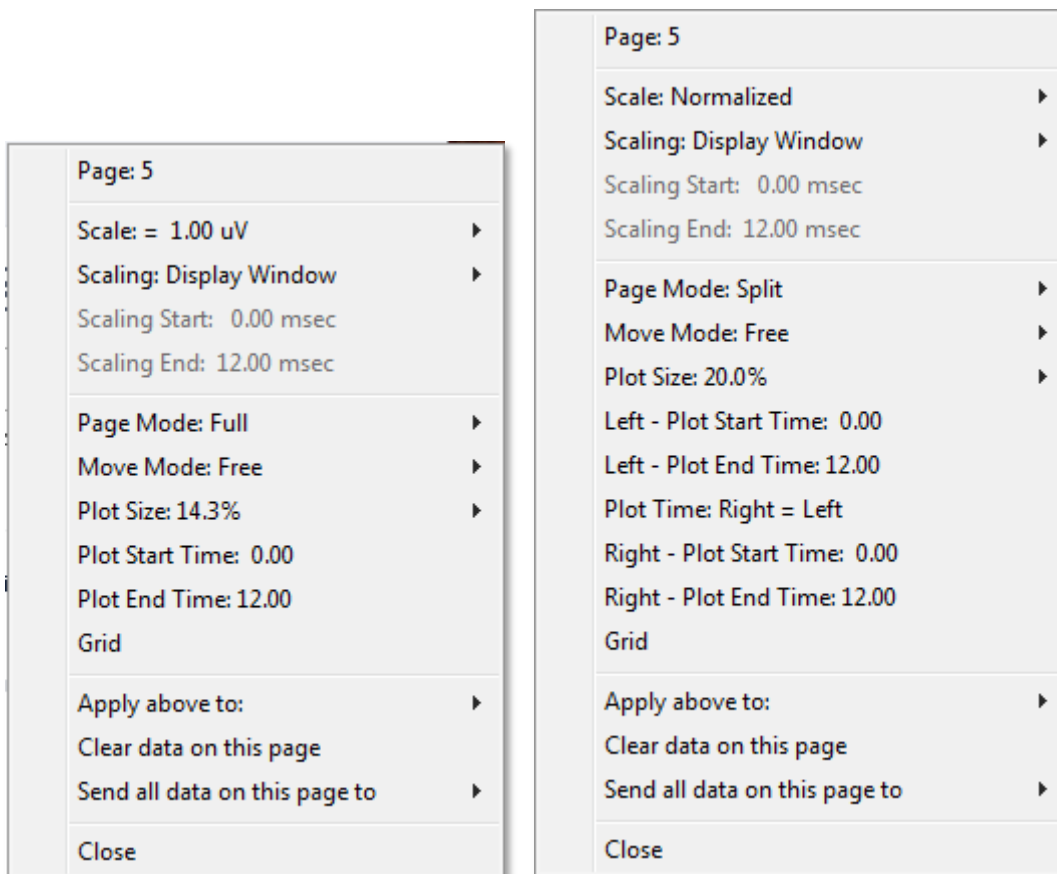 Page: 5
Scale: = 1.00 uV
Scaling: Display Window
Scaling Start: 0.00 msec
Scaling End: 12.00 msec
Page Mode: Full
Move Mode: Free
Plot Size: 14.3%
Plot Start Time: 0.00
Plot End Time: 12.00
Grid
Apply above to:
Clear data on this page
Send all data on this page to
Close
Page: 5
Scale: Normalized
Scaling: Display Window
Scaling Start: 0.00 msec
Scaling End: 12.00 msec
Page Mode: Split
Move Mode: Free
Plot Size: 20.0%
Left - Plot Start Time: 0.00
Left - Plot End Time: 12.00
Plot Time: Right = Left
Right - Plot Start Time: 0.00
Right - Plot End Time: 12.00
Grid
Apply above to:
Clear data on this page
Send all data on this page to
Close